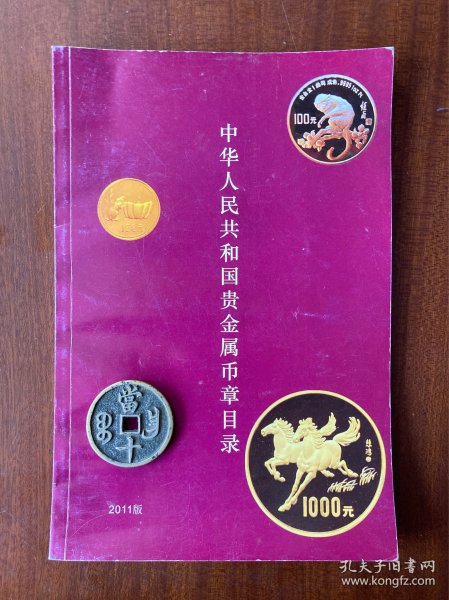 中华人民共和国贵金属币章目录
100元
當十
1000元
2011版
孔夫子旧书网
www.kongfz.com